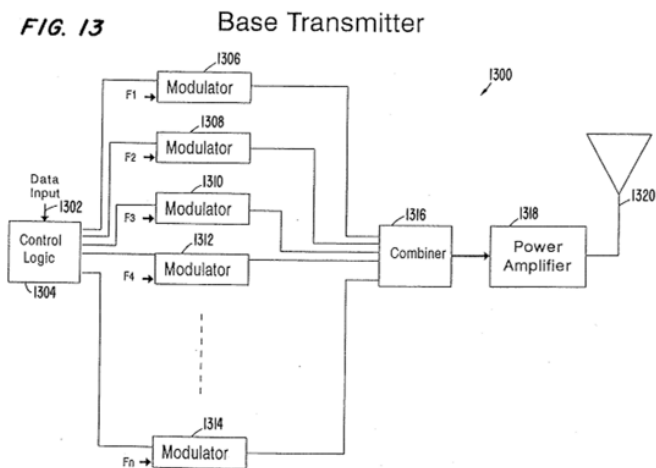 FIG. 13
Base Transmitter
1306
Modulator
F1
1300
1308
Modulator
F2
Data
Input
1302
1310
Modulator
F3
1320
Control
Logic
1304
1312
Modulator
F4
1316
Combiner
1318
Power
Amplifier
1314
Modulator
Fn